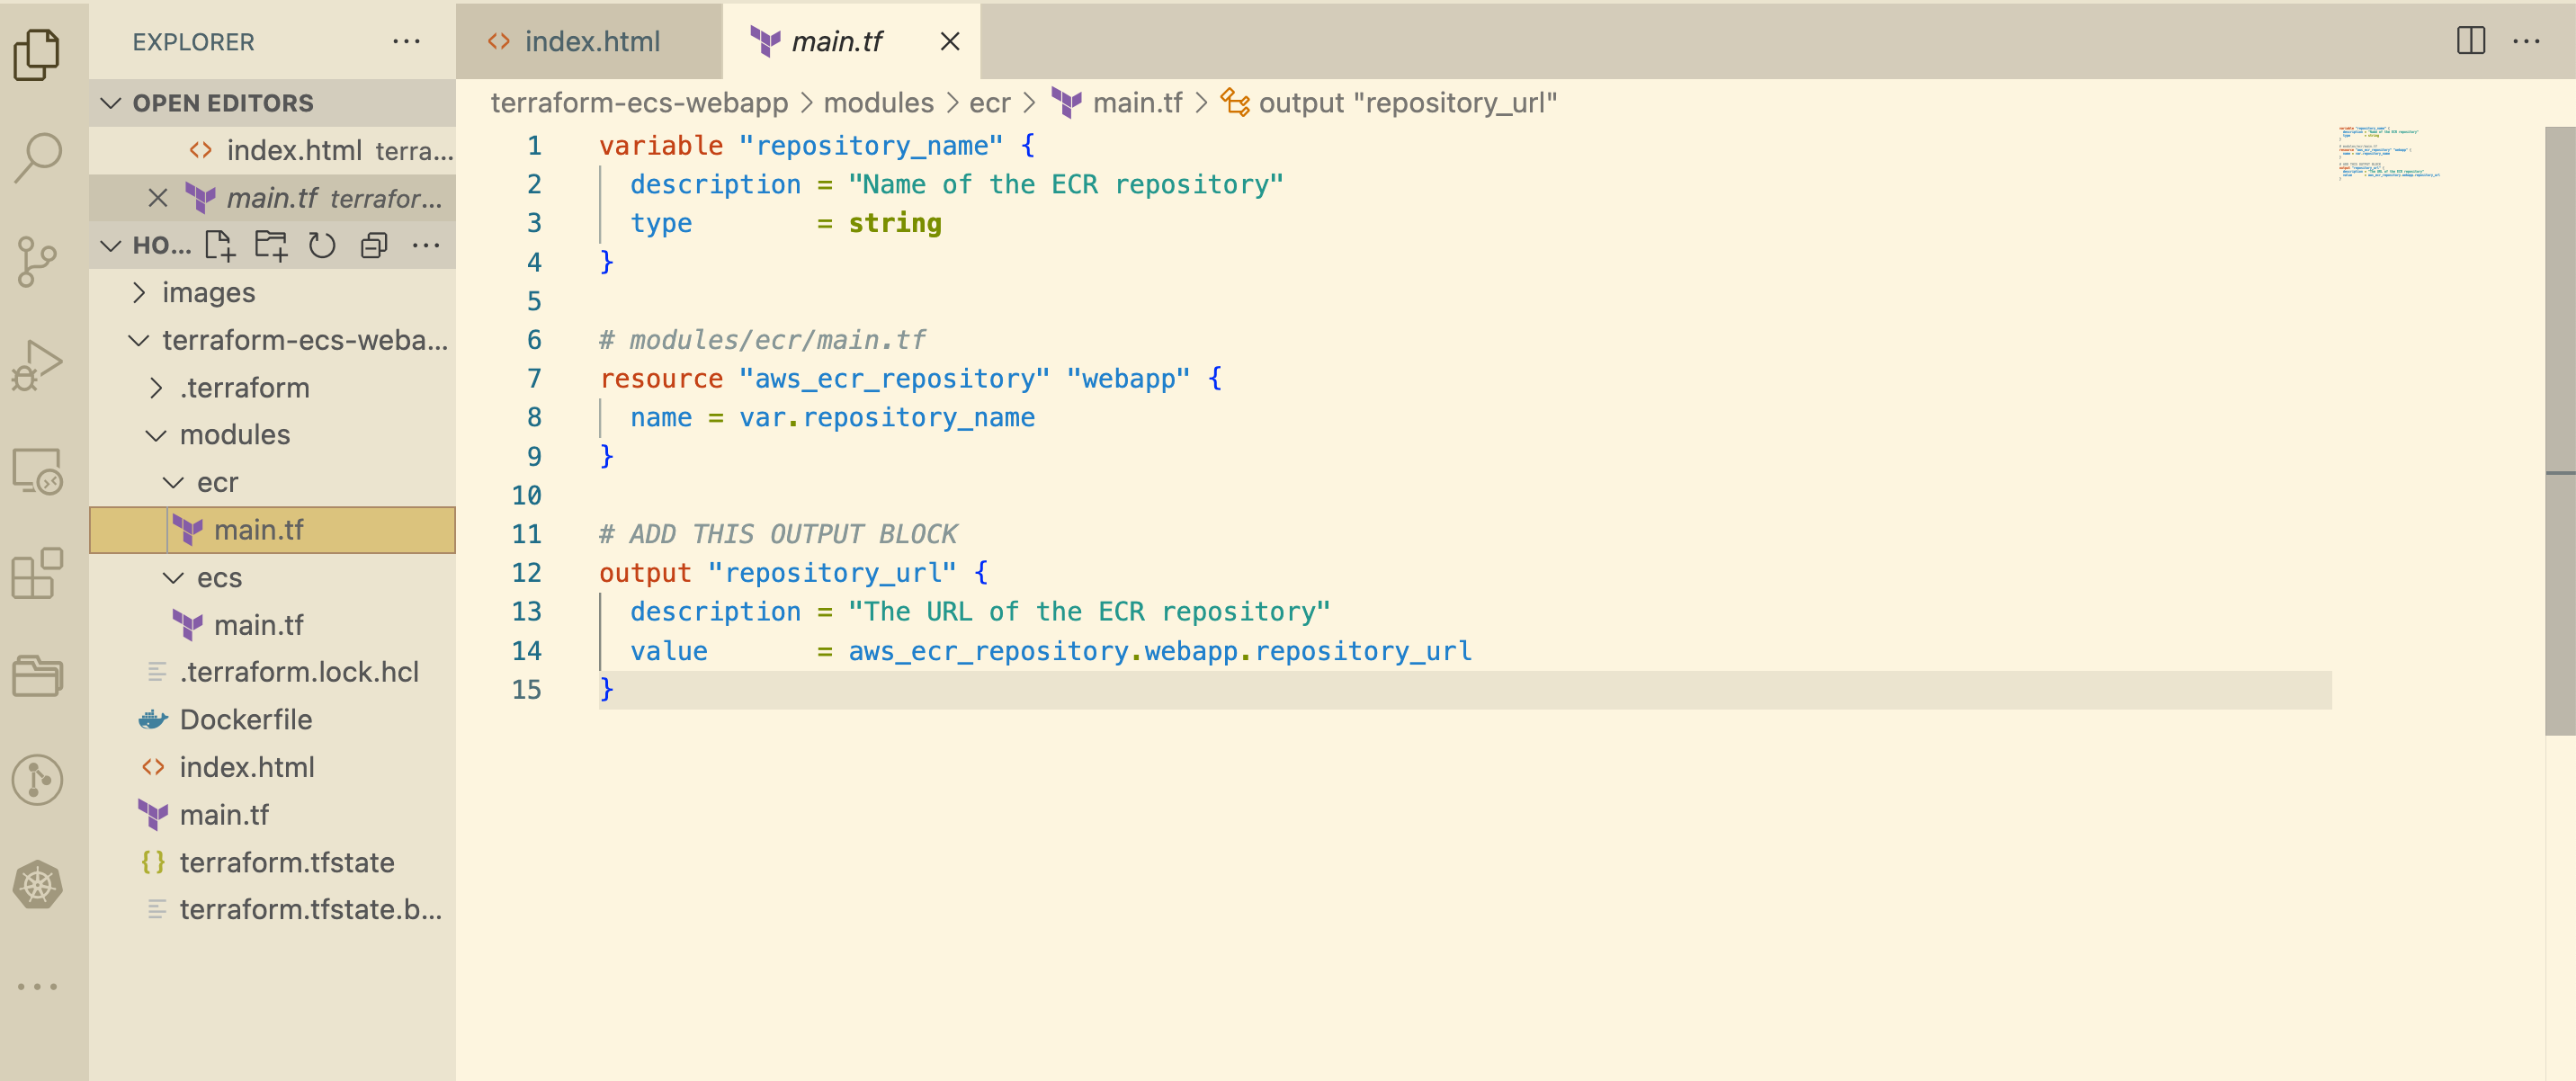 EXPLORER ...
index.html
main.tf
OPEN EDITORS
index.html terra...
main.tf terrafor...
HO...
images
terraform-ecs-weba...
.terraform
modules
ecr
main.tf
ecs
main.tf
.terraform.lock.hcl
Dockerfile
index.html
main.tf
{} terraform.tfstate
terraform.tfstate.b...
terraform-ecs-webapp > modules > ecr > main.tf > output "repository_url"
1 variable "repository_name" {
2   description = "Name of the ECR repository"
3   type        = string
4 }
5
6 # modules/ecr/main.tf
7 resource "aws_ecr_repository" "webapp" {
8   name = var.repository_name
9 }
10
11 # ADD THIS OUTPUT BLOCK
12 output "repository_url" {
13   description = "The URL of the ECR repository"
14   value       = aws_ecr_repository.webapp.repository_url
15 }